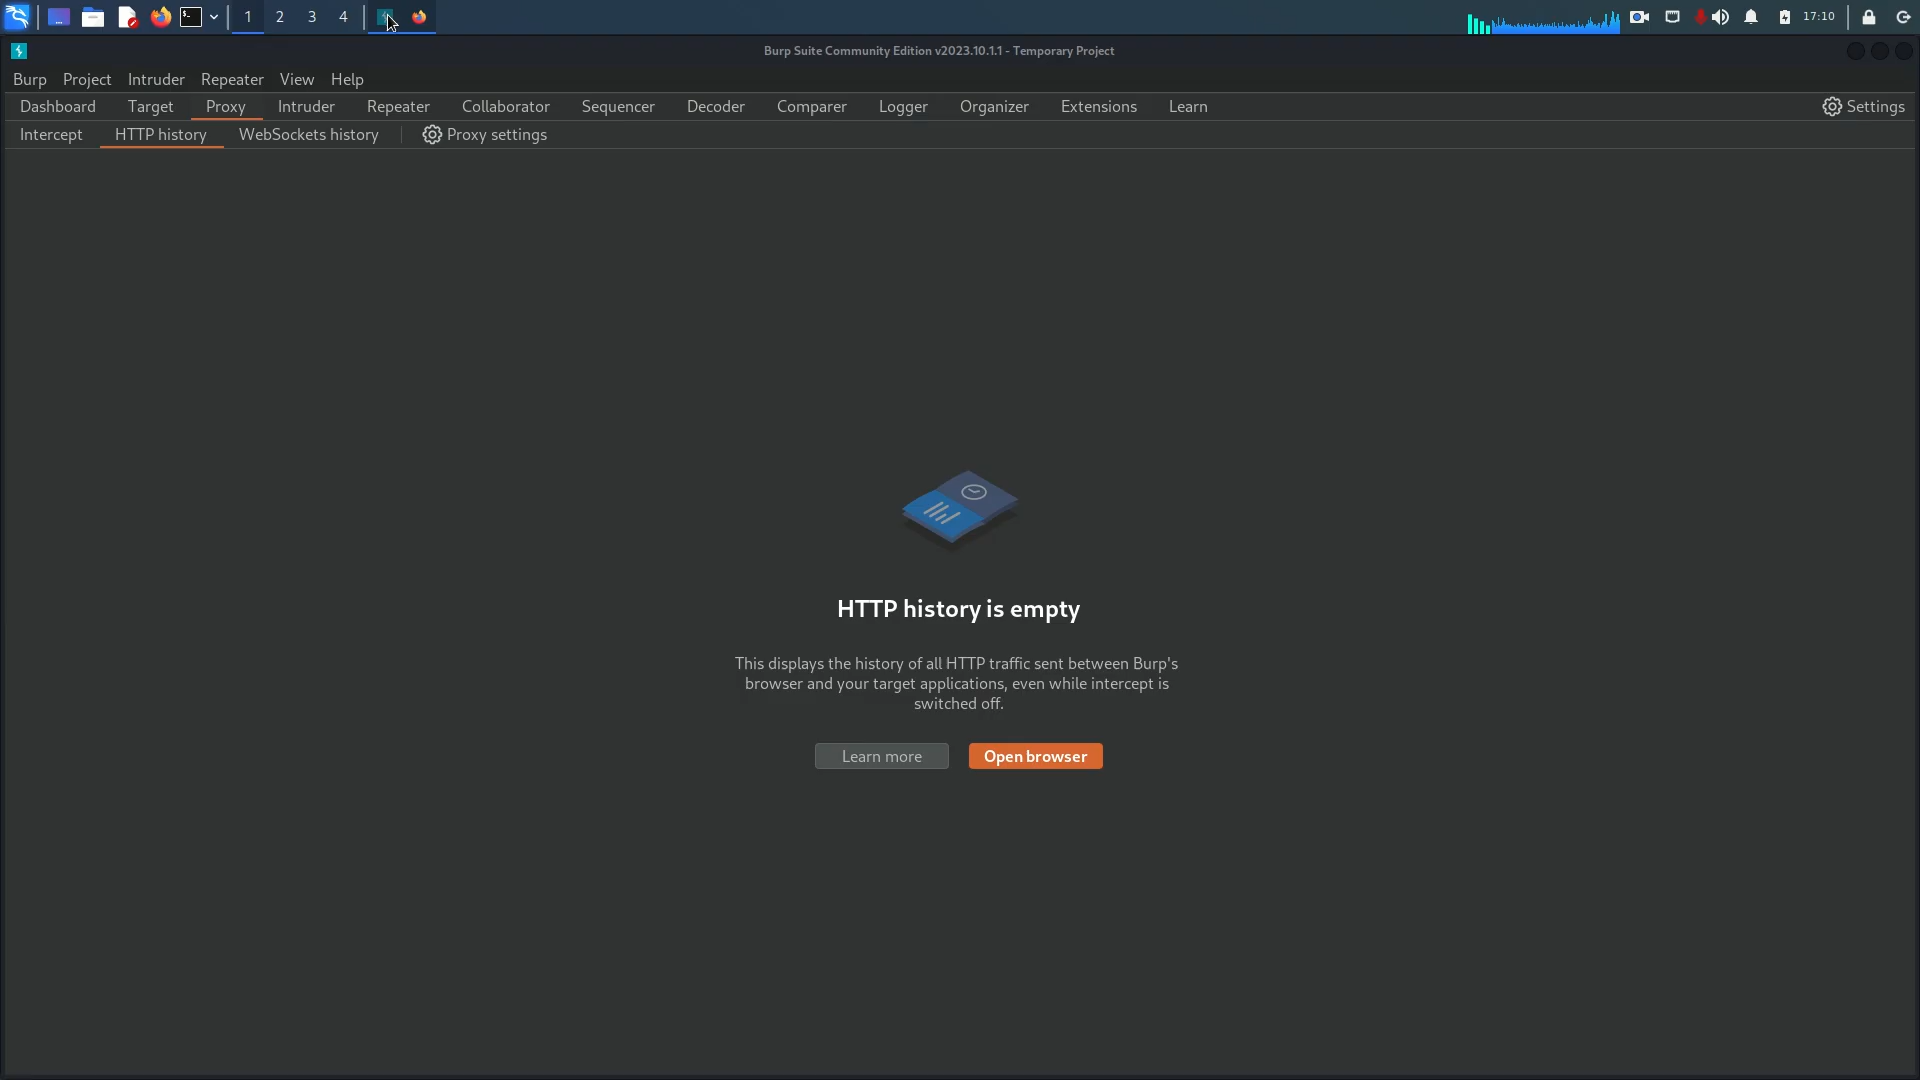 1 2 3 4 17:10
Burp Suite Community Edition v2023.10.1.1 - Temporary Project
Burp Project Intruder Repeater View Help
Dashboard Target Proxy Intruder Repeater Collaborator Sequencer Decoder Comparer Logger Organizer Extensions Learn Settings
Intercept HTTP history WebSockets history Proxy settings
HTTP history is empty
This displays the history of all HTTP traffic sent between Burp's
browser and your target applications, even while intercept is
switched off.
Learn more Open browser